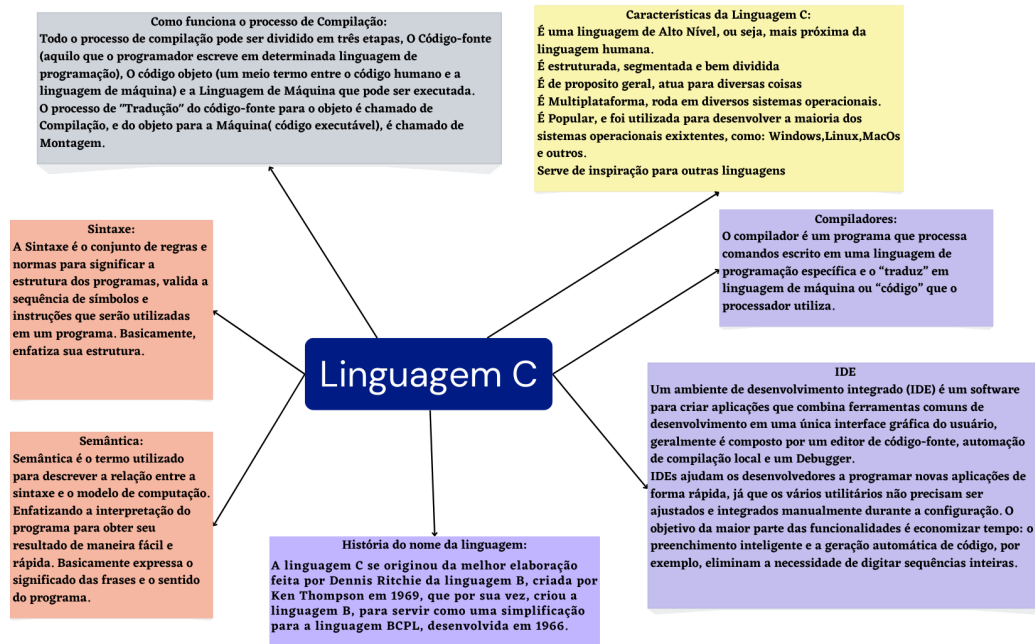 Como funciona o processo de Compilação:
Todo o processo de compilação pode ser dividido em três etapas, O Código-fonte
(aquilo que o programador escreve em determinada linguagem de
programação), O código objeto (um meio termo entre o código humano e a
linguagem de máquina) e a Linguagem de Máquina que pode ser executada.
O processo de "Tradução" do código-fonte para o objeto é chamado de
Compilação, e do objeto para a Máquina( código executável), é chamado de
Montagem.
Características da Linguagem C:
É uma linguagem de Alto Nível, ou seja, mais próxima da
linguagem humana.
É estruturada, segmentada e bem dividida
É de proposito geral, atua para diversas coisas
É Multiplataforma, roda em diversos sistemas operacionais.
É Popular, e foi utilizada para desenvolver a maioria dos
sistemas operacionais exixtentes, como: Windows,Linux,MacOs
e outros.
Serve de inspiração para outras linguagens
Sintaxe:
A Sintaxe é o conjunto de regras e
normas para significar a
estrutura dos programas, valida a
sequência de símbolos e
instruções que serão utilizadas
em um programa. Basicamente,
enfatiza sua estrutura.
Compiladores:
O compilador é um programa que processa
comandos escrito em uma linguagem de
programação específica e o “traduz” em
linguagem de máquina ou “código” que o
processador utiliza.
Linguagem C
IDE
Um ambiente de desenvolvimento integrado (IDE) é um software
para criar aplicações que combina ferramentas comuns de
desenvolvimento em uma única interface gráfica do usuário,
geralmente é composto por um editor de código-fonte, automação
de compilação local e um Debugger.
IDEs ajudam os desenvolvedores a programar novas aplicações de
forma rápida, já que os vários utilitários não precisam ser
ajustados e integrados manualmente durante a configuração. O
objetivo da maior parte das funcionalidades é economizar tempo: o
preenchimento inteligente e a geração automática de código, por
exemplo, eliminam a necessidade de digitar sequências inteiras.
Semântica:
Semântica é o termo utilizado
para descrever a relação entre a
sintaxe e o modelo de computação.
Enfatizando a interpretação do
programa para obter seu
resultado de maneira fácil e
rápida. Basicamente expressa o
significado das frases e o sentido
do programa.
História do nome da linguagem:
A linguagem C se originou da melhor elaboração
feita por Dennis Ritchie da linguagem B, criada por
Ken Thompson em 1969, que por sua vez, criou a
linguagem B, para servir como uma simplificação
para a linguagem BCPL, desenvolvida em 1966.